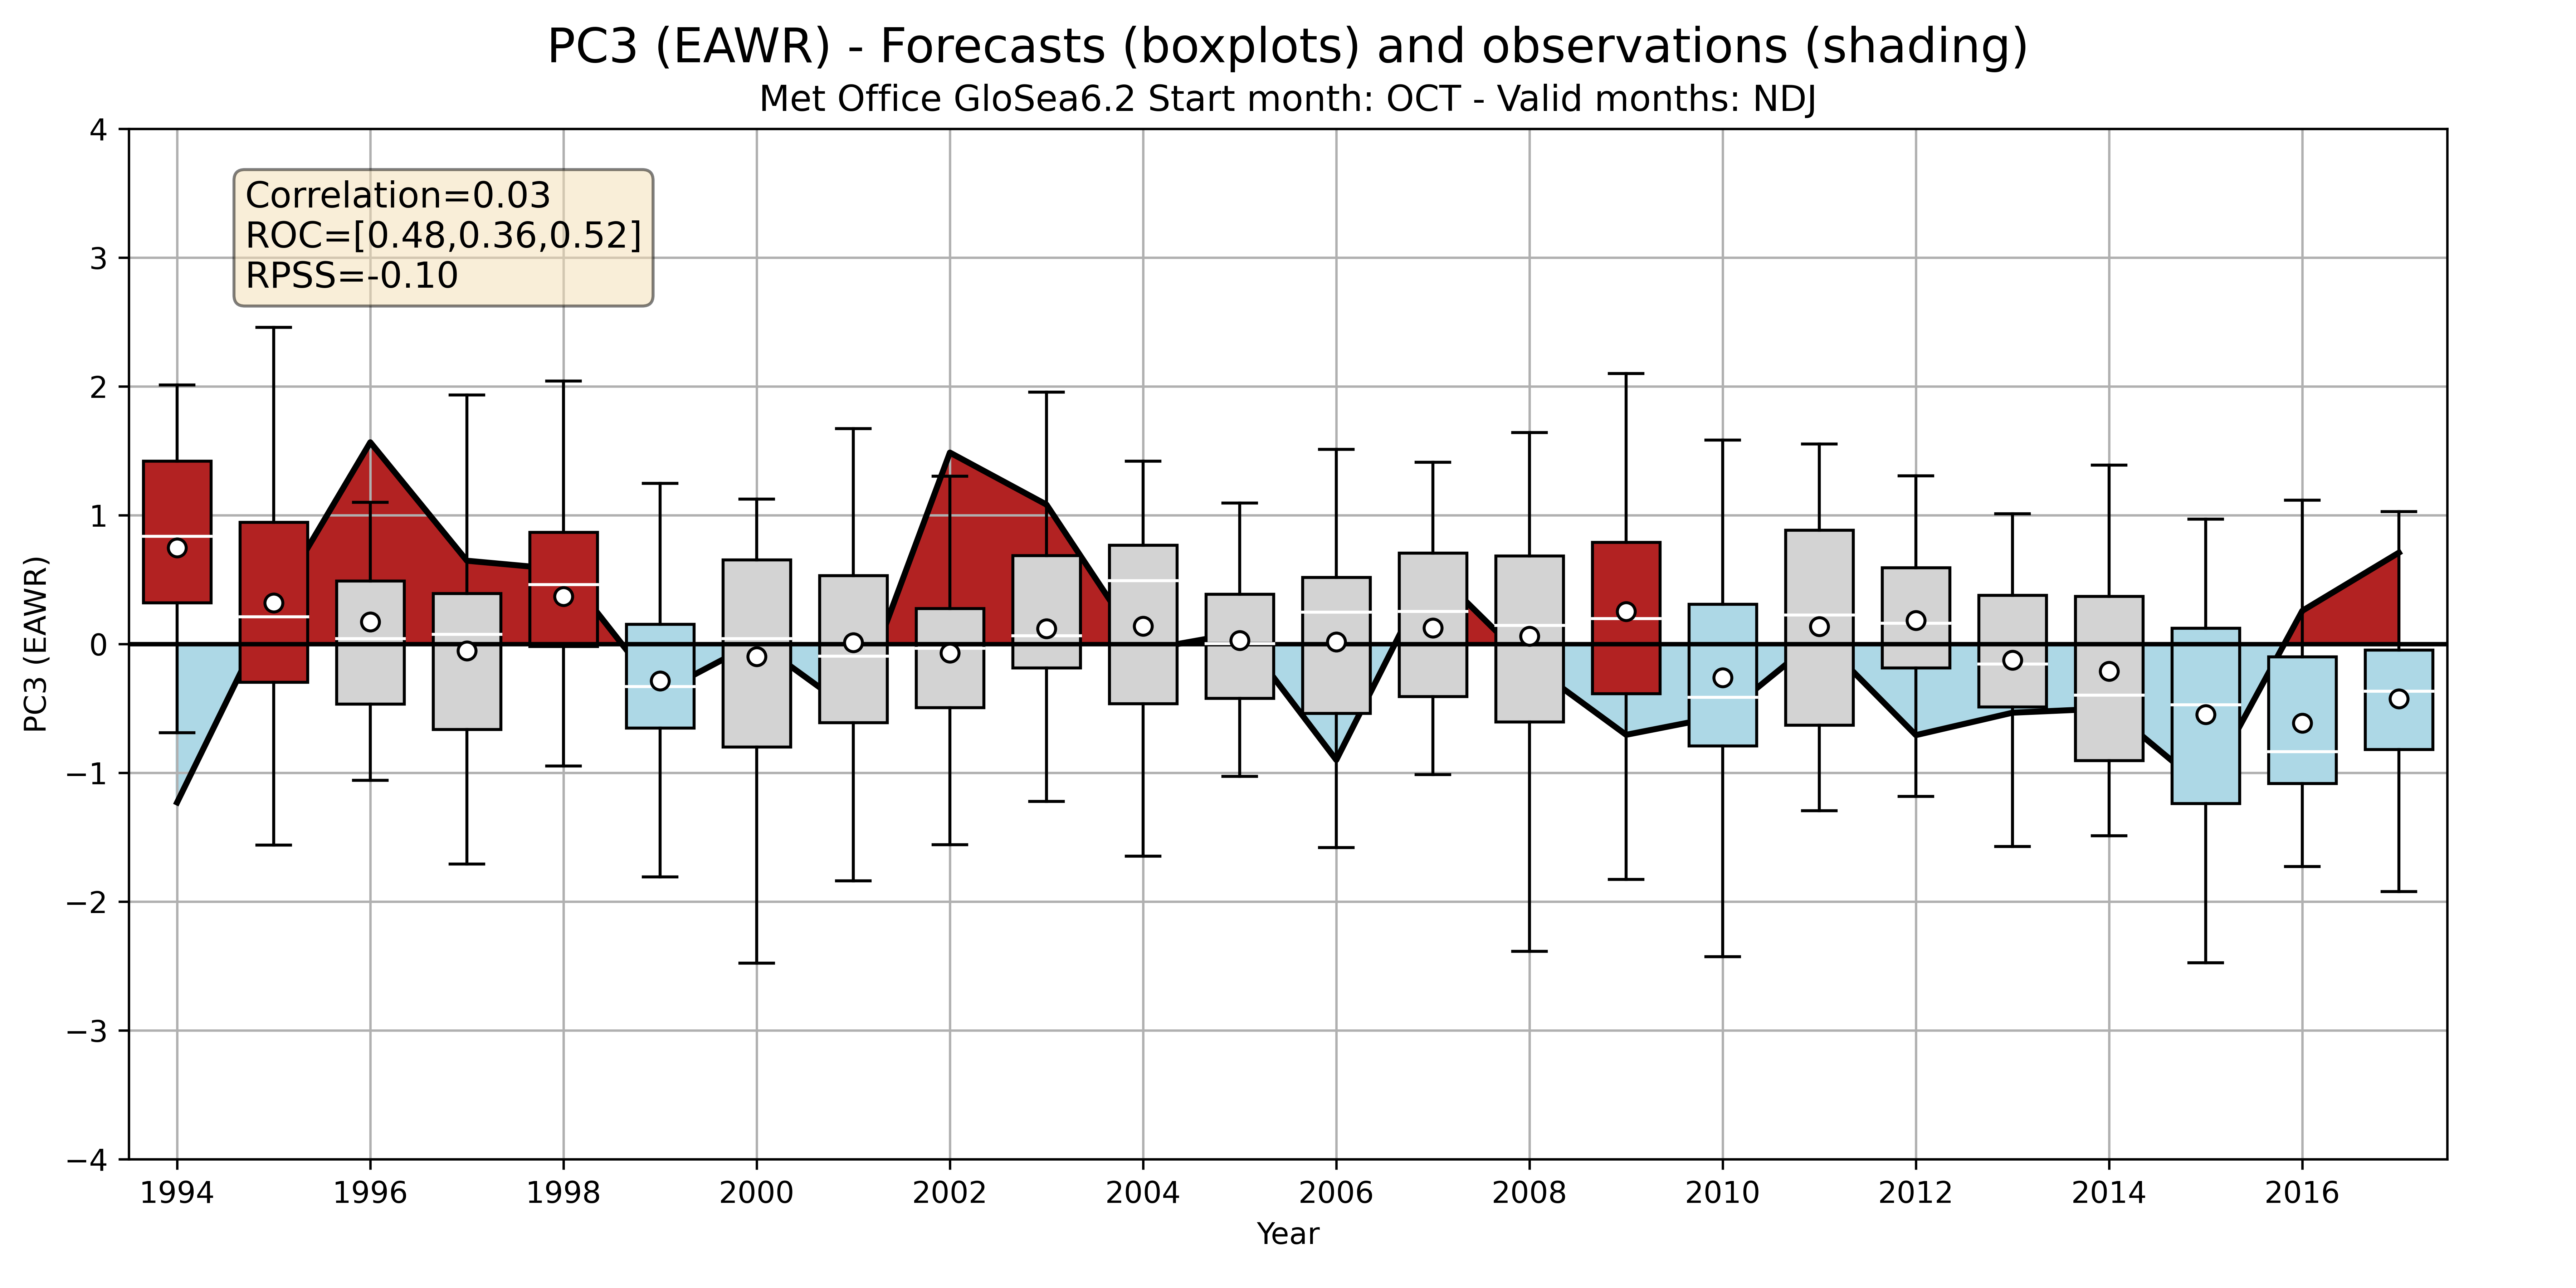 PC3 (EAWR) - Forecasts (boxplots) and observations (shading)
Met Office GloSea6.2 Start month: OCT - Valid months: NDJ
Correlation=0.03
ROC=[0.48,0.36,0.52]
RPSS=-0.10
PC3 (EAWR)
4
3
2
1
0
−1
−2
−3
−4
1994 1996 1998 2000 2002 2004 2006 2008 2010 2012 2014 2016
Year